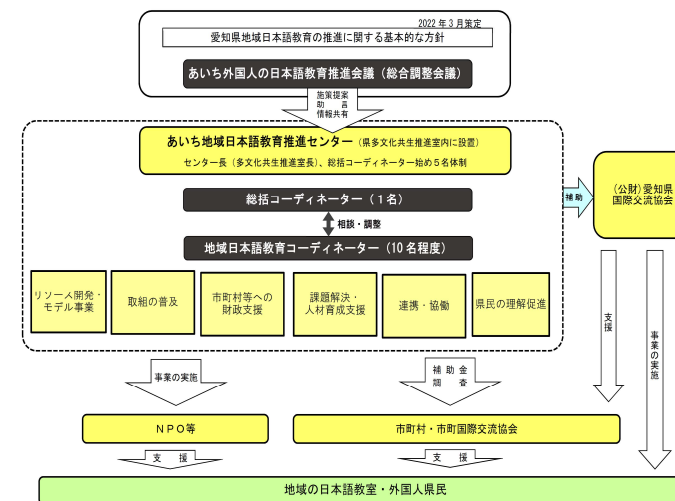 2022年3月策定
愛知県地域日本語教育の推進に関する基本的な方針
あいち外国人の日本語教育推進会議（総合調整会議）
施策提案
助　言
情報共有
あいち地域日本語教育推進センター（県多文化共生推進室内に設置）
センター長（多文化共生推進室長）、総括コーディネーター始め５名体制
総括コーディネーター（１名）
相談・調整
地域日本語教育コーディネーター（10名程度）
補助
（公財）愛知県
国際交流協会
リソース開発・
モデル事業
取組の普及
市町村等への
財政支援
課題解決・
人材育成支援
連携・協働
県民の理解促進
支援
事業の実施
事業の実施
補助金
調査
ＮＰＯ等
市町村・市町国際交流協会
支　援
支　援
地域の日本語教室・外国人県民